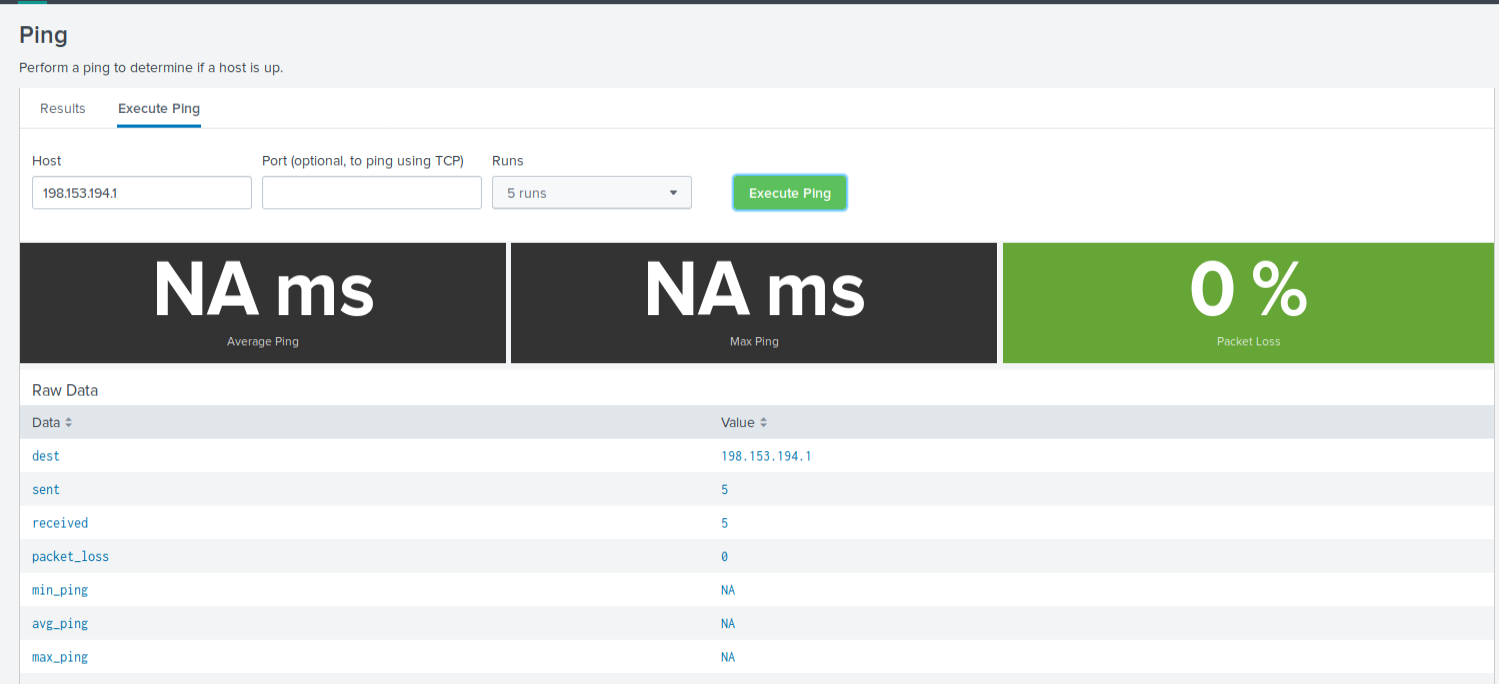 Ping
Perform a ping to determine if a host is up.
Results Execute Ping
Host Port (optional, to ping using TCP) Runs
198.153.194.1 5 runs Execute Ping
NA ms NA ms 0 %
Average Ping Max Ping Packet Loss
Raw Data
Data Value
dest 198.153.194.1
sent 5
received 5
packet_loss 0
min_ping NA
avg_ping NA
max_ping NA